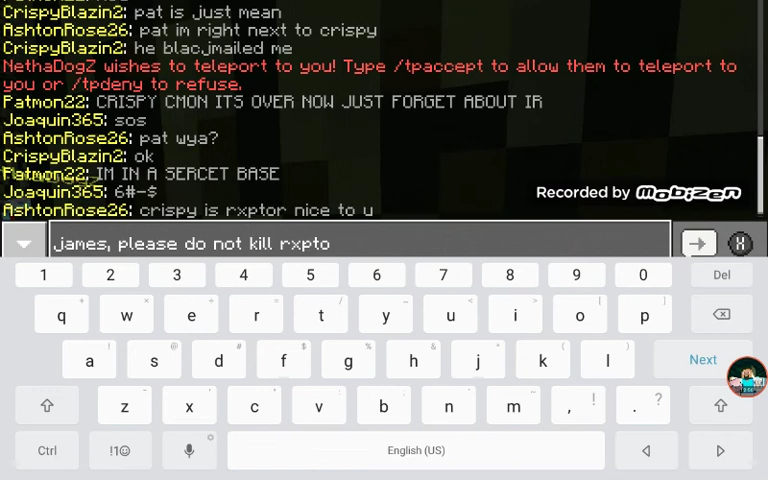 CrispyBlazin2: pat is just mean
AshtonRose26: pat im right next to crispy
CrispyBlazin2: he blacjmailed me
NethaDogZ wishes to teleport to you! Type /tpaccept to allow them to teleport to
you or /tpdeny to refuse.
Patmon22: CRISPY CMON ITS OVER NOW JUST FORGET ABOUT IR
Joaquin365: sos
AshtonRose26: pat wya?
CrispyBlazin2: ok
Patmon22: IM IN A SERCET BASE
Joaquin365: 6#-$
Recorded by mobizen
AshtonRose26: crispy is rxptor nice to u
james, please do not kill rxpto
X
1 2 3 4 5 6 7 8 9 0 Del
q w e r t y u i o p
a s d f g h j k l Next
z x c v b n m , ! . ?
Ctrl !1☺ English (US)